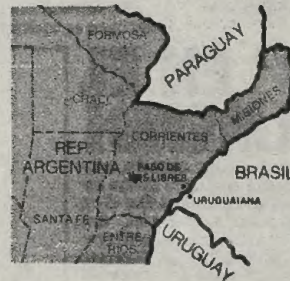 FORMOSA
PARAGUAY
CHACO
MISIONES
CORRIENTES
REP.
ARGENTINA
PASO DE
LOS LIBRES
BRASIL
URUGUAIANA
SANTA FE
ENTRE
RIOS
URUGUAY